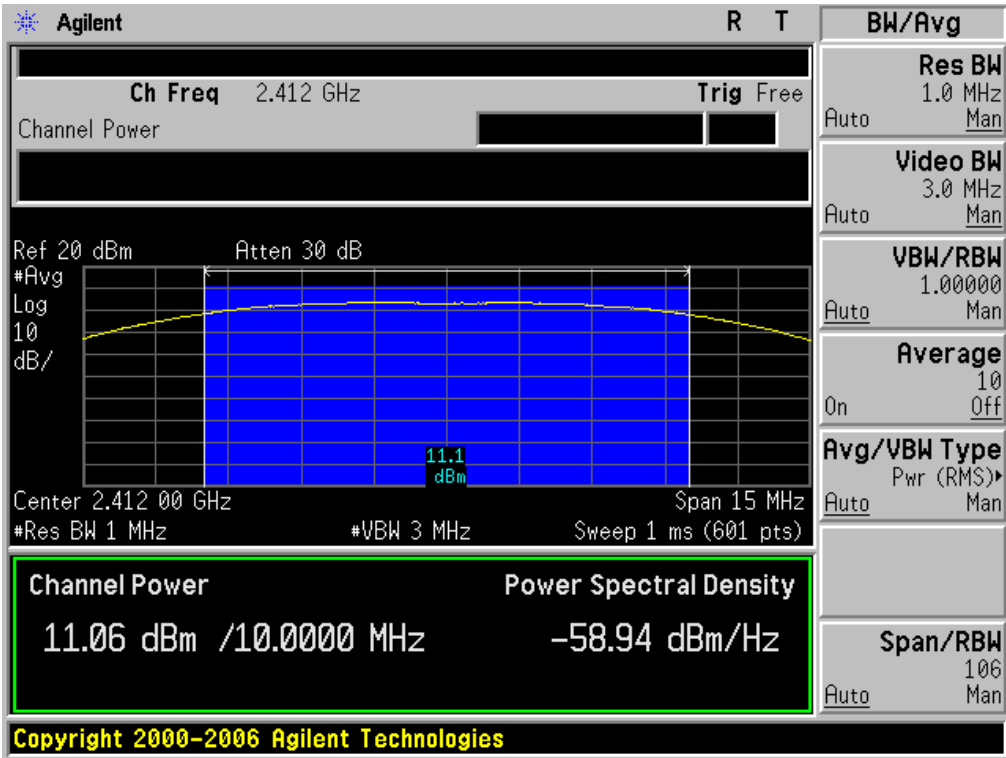 Agilent
R T
Ch Freq 2.412 GHz
Trig Free
Channel Power
Ref 20 dBm
Atten 30 dB
#Avg
Log
10
dB/
11.1
dBm
Center 2.412 00 GHz
Span 15 MHz
#Res BW 1 MHz
#VBW 3 MHz
Sweep 1 ms (601 pts)
Channel Power
Power Spectral Density
11.06 dBm /10.0000 MHz
-58.94 dBm/Hz
Copyright 2000-2006 Agilent Technologies
BW/Avg
Res BW
1.0 MHz
Auto Man
Video BW
3.0 MHz
Auto Man
VBW/RBW
1.00000
Auto Man
Average
10
On Off
Avg/VBW Type
Pwr (RMS)▸
Auto Man
Span/RBW
106
Auto Man